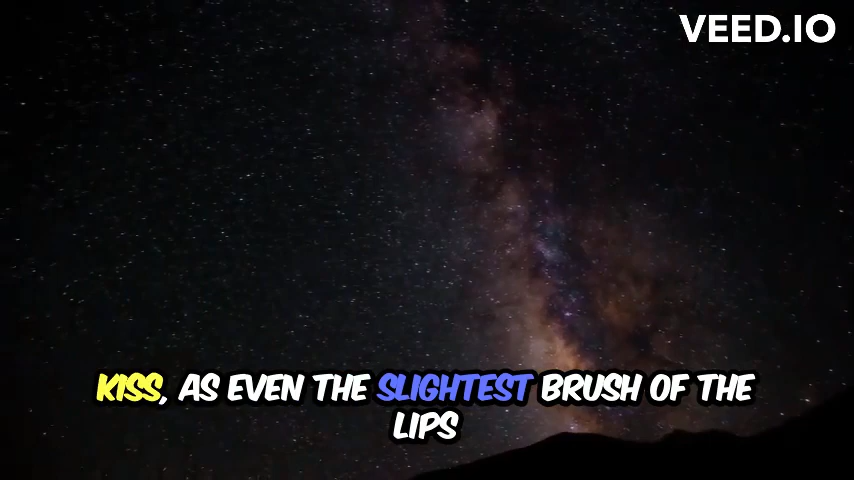 VEED.IO
KISS, AS EVEN THE SLIGHTEST BRUSH OF THE
LIPS